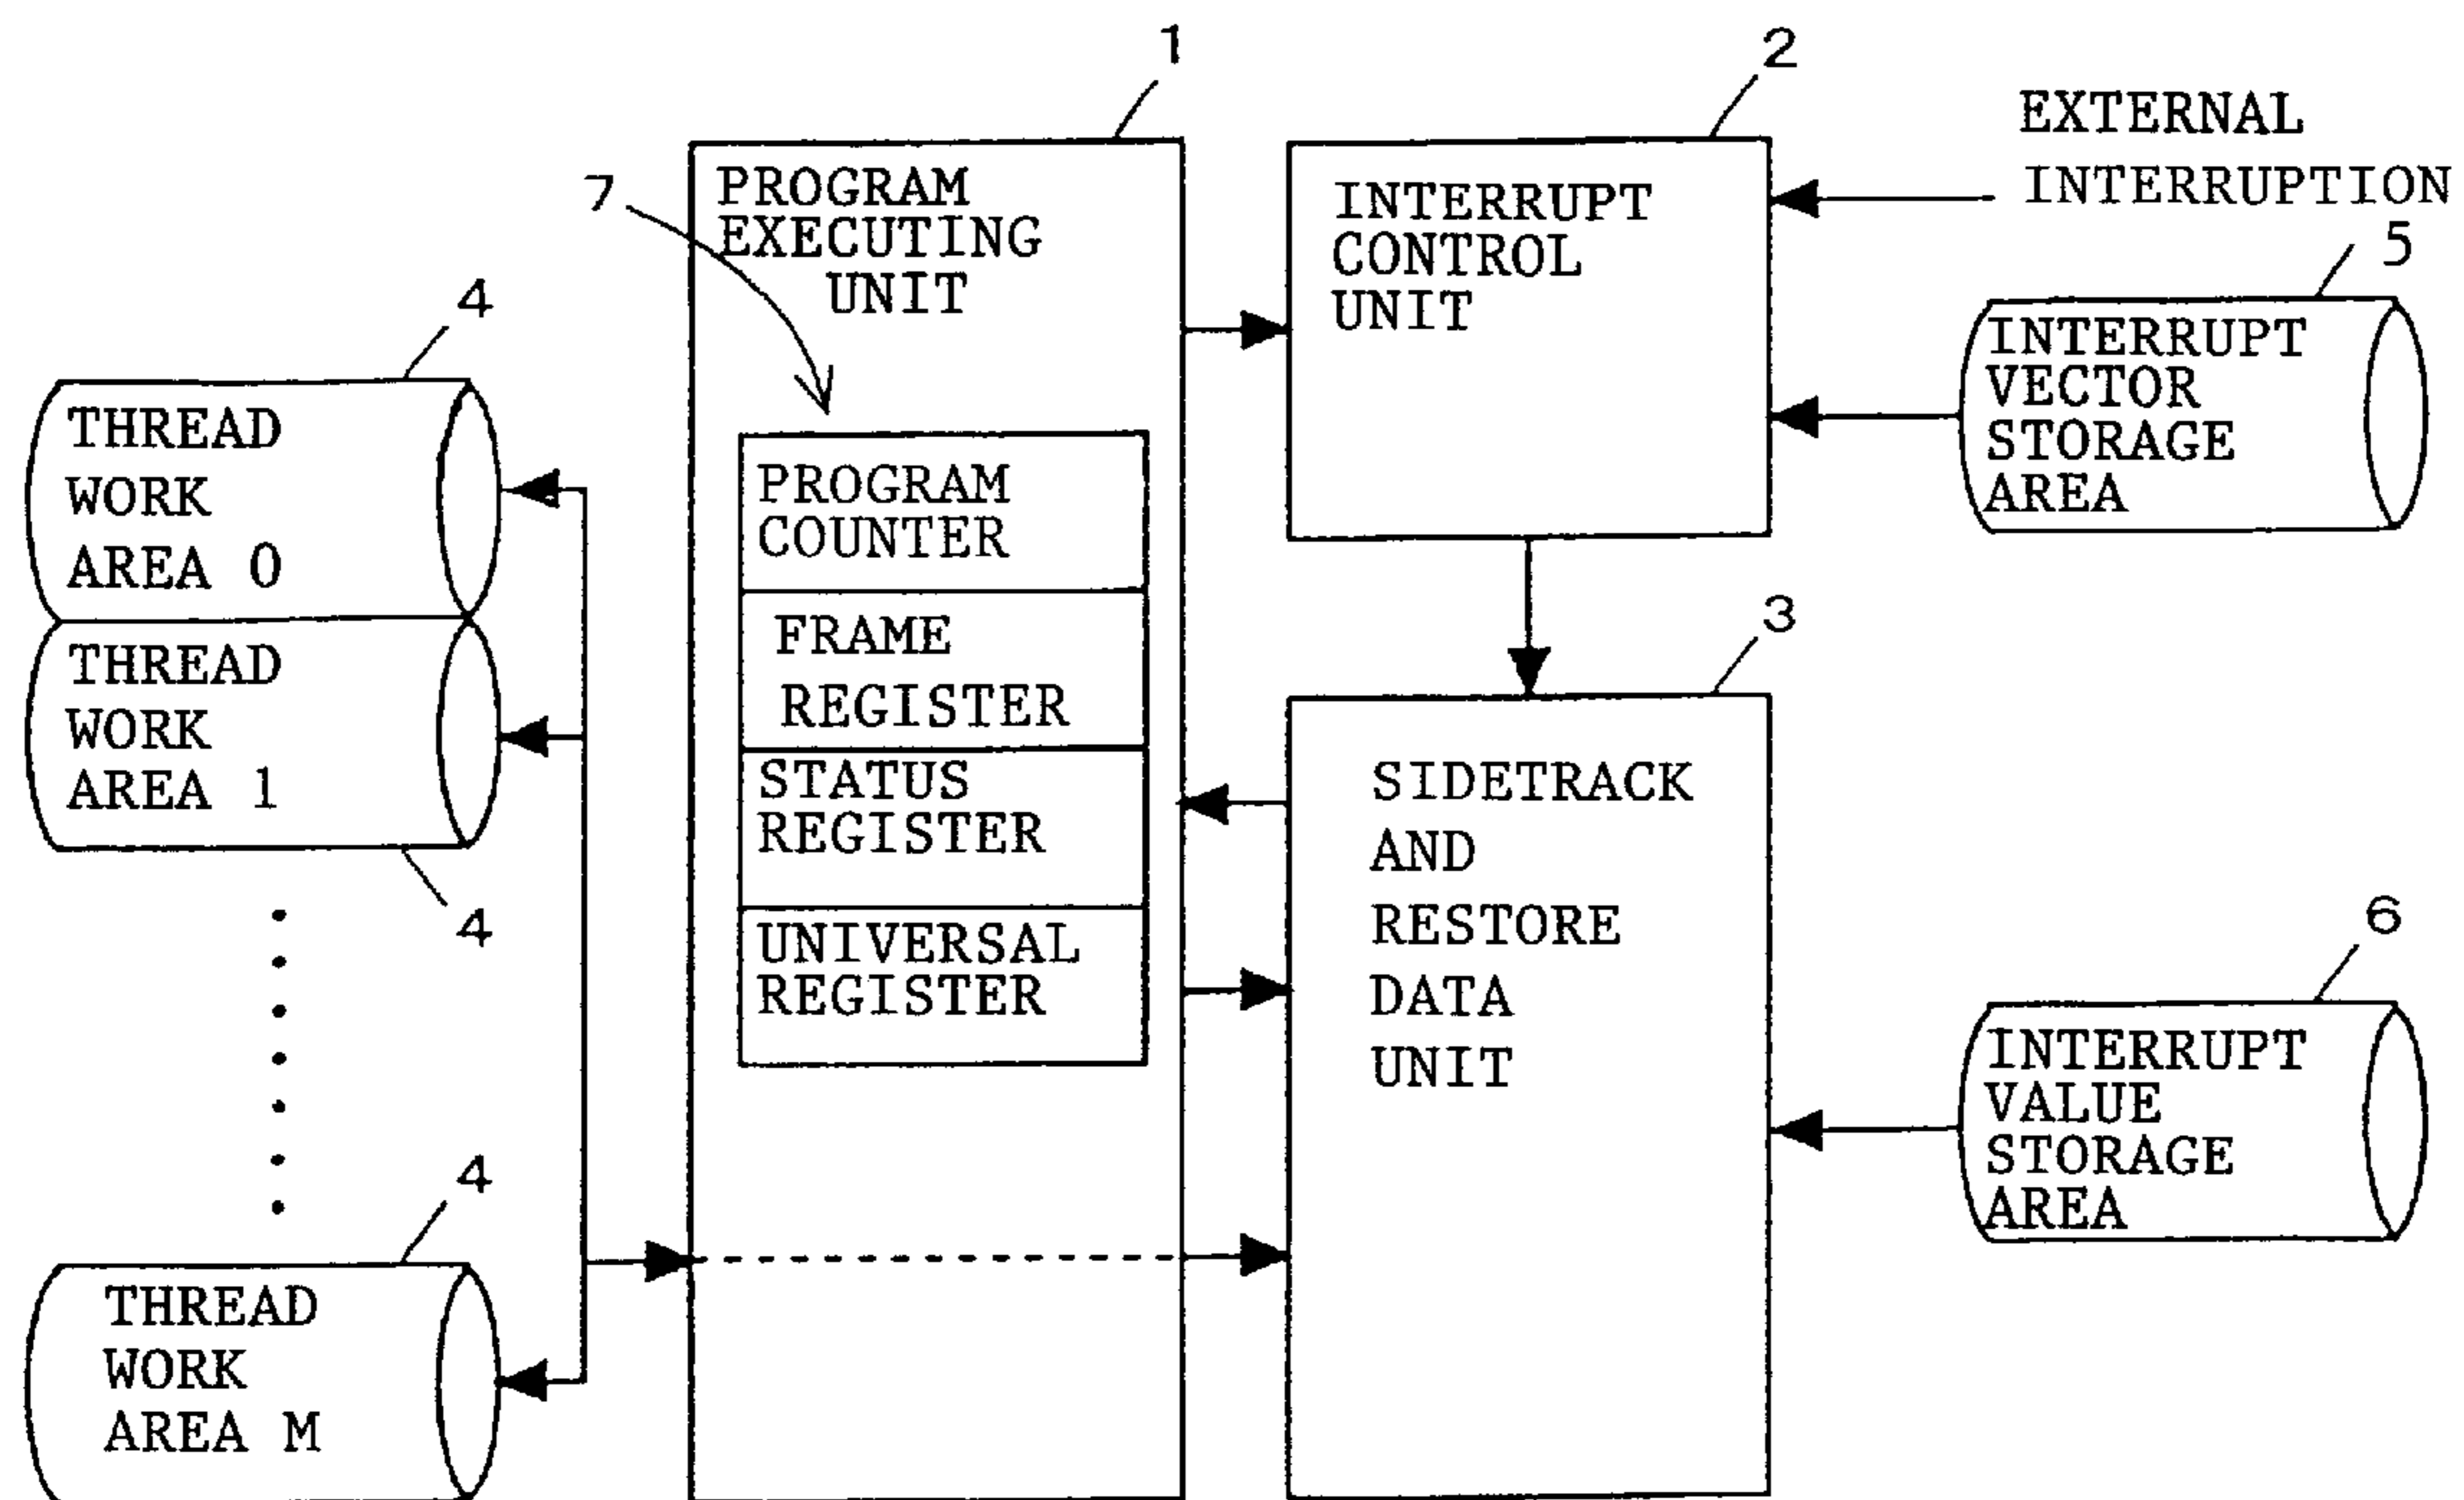 1
2
EXTERNAL
INTERRUPTION
7
PROGRAM
EXECUTING
UNIT
INTERRUPT
CONTROL
UNIT
5
INTERRUPT
VECTOR
STORAGE
AREA
4
THREAD
WORK
AREA 0
THREAD
WORK
AREA 1
4
PROGRAM
COUNTER
FRAME
REGISTER
STATUS
REGISTER
UNIVERSAL
REGISTER
3
SIDETRACK
AND
RESTORE
DATA
UNIT
6
INTERRUPT
VALUE
STORAGE
AREA
4
THREAD
WORK
AREA M